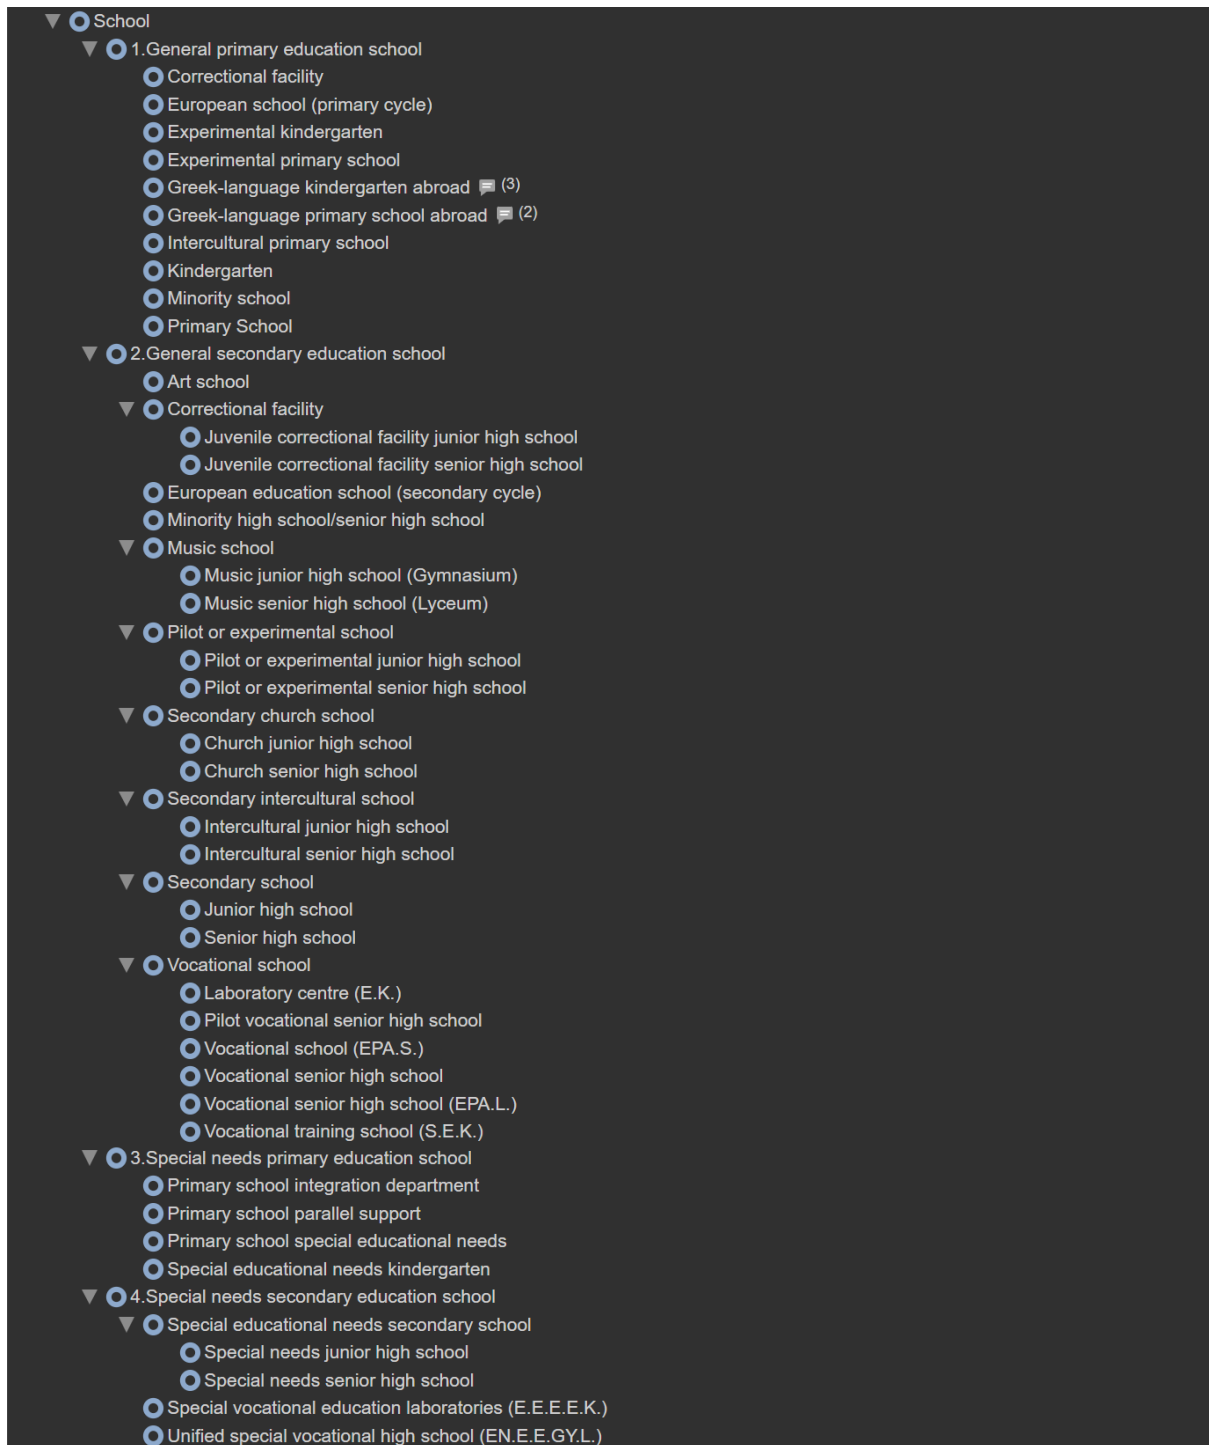 School
1.General primary education school
Correctional facility
European school (primary cycle)
Experimental kindergarten
Experimental primary school
Greek-language kindergarten abroad (3)
Greek-language primary school abroad (2)
Intercultural primary school
Kindergarten
Minority school
Primary School
2.General secondary education school
Art school
Correctional facility
Juvenile correctional facility junior high school
Juvenile correctional facility senior high school
European education school (secondary cycle)
Minority high school/senior high school
Music school
Music junior high school (Gymnasium)
Music senior high school (Lyceum)
Pilot or experimental school
Pilot or experimental junior high school
Pilot or experimental senior high school
Secondary church school
Church junior high school
Church senior high school
Secondary intercultural school
Intercultural junior high school
Intercultural senior high school
Secondary school
Junior high school
Senior high school
Vocational school
Laboratory centre (E.K.)
Pilot vocational senior high school
Vocational school (EPA.S.)
Vocational senior high school
Vocational senior high school (EPA.L.)
Vocational training school (S.E.K.)
3.Special needs primary education school
Primary school integration department
Primary school parallel support
Primary school special educational needs
Special educational needs kindergarten
4.Special needs secondary education school
Special educational needs secondary school
Special needs junior high school
Special needs senior high school
Special vocational education laboratories (E.E.E.E.K.)
Unified special vocational high school (EN.E.E.GY.L.)